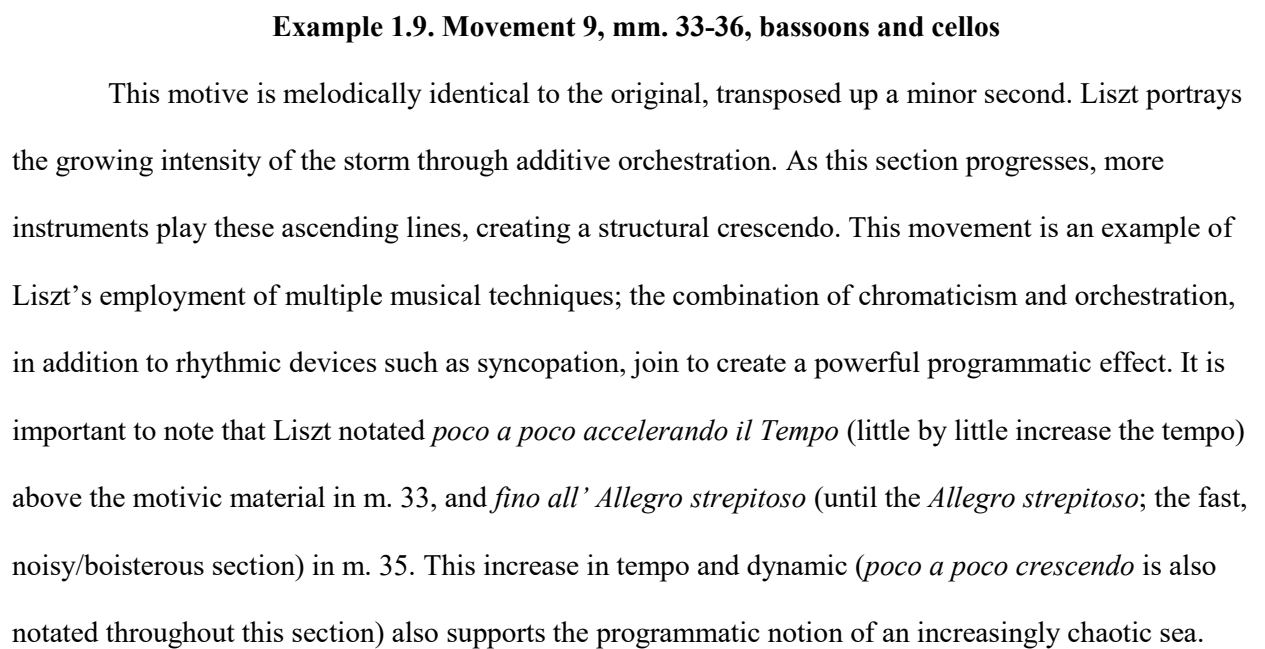 Example 1.9. Movement 9, mm. 33-36, bassoons and cellos
This motive is melodically identical to the original, transposed up a minor second. Liszt portrays
the growing intensity of the storm through additive orchestration. As this section progresses, more
instruments play these ascending lines, creating a structural crescendo. This movement is an example of
Liszt’s employment of multiple musical techniques; the combination of chromaticism and orchestration,
in addition to rhythmic devices such as syncopation, join to create a powerful programmatic effect. It is
important to note that Liszt notated poco a poco accelerando il Tempo (little by little increase the tempo)
above the motivic material in m. 33, and fino all’ Allegro strepitoso (until the Allegro strepitoso; the fast,
noisy/boisterous section) in m. 35. This increase in tempo and dynamic (poco a poco crescendo is also
notated throughout this section) also supports the programmatic notion of an increasingly chaotic sea.